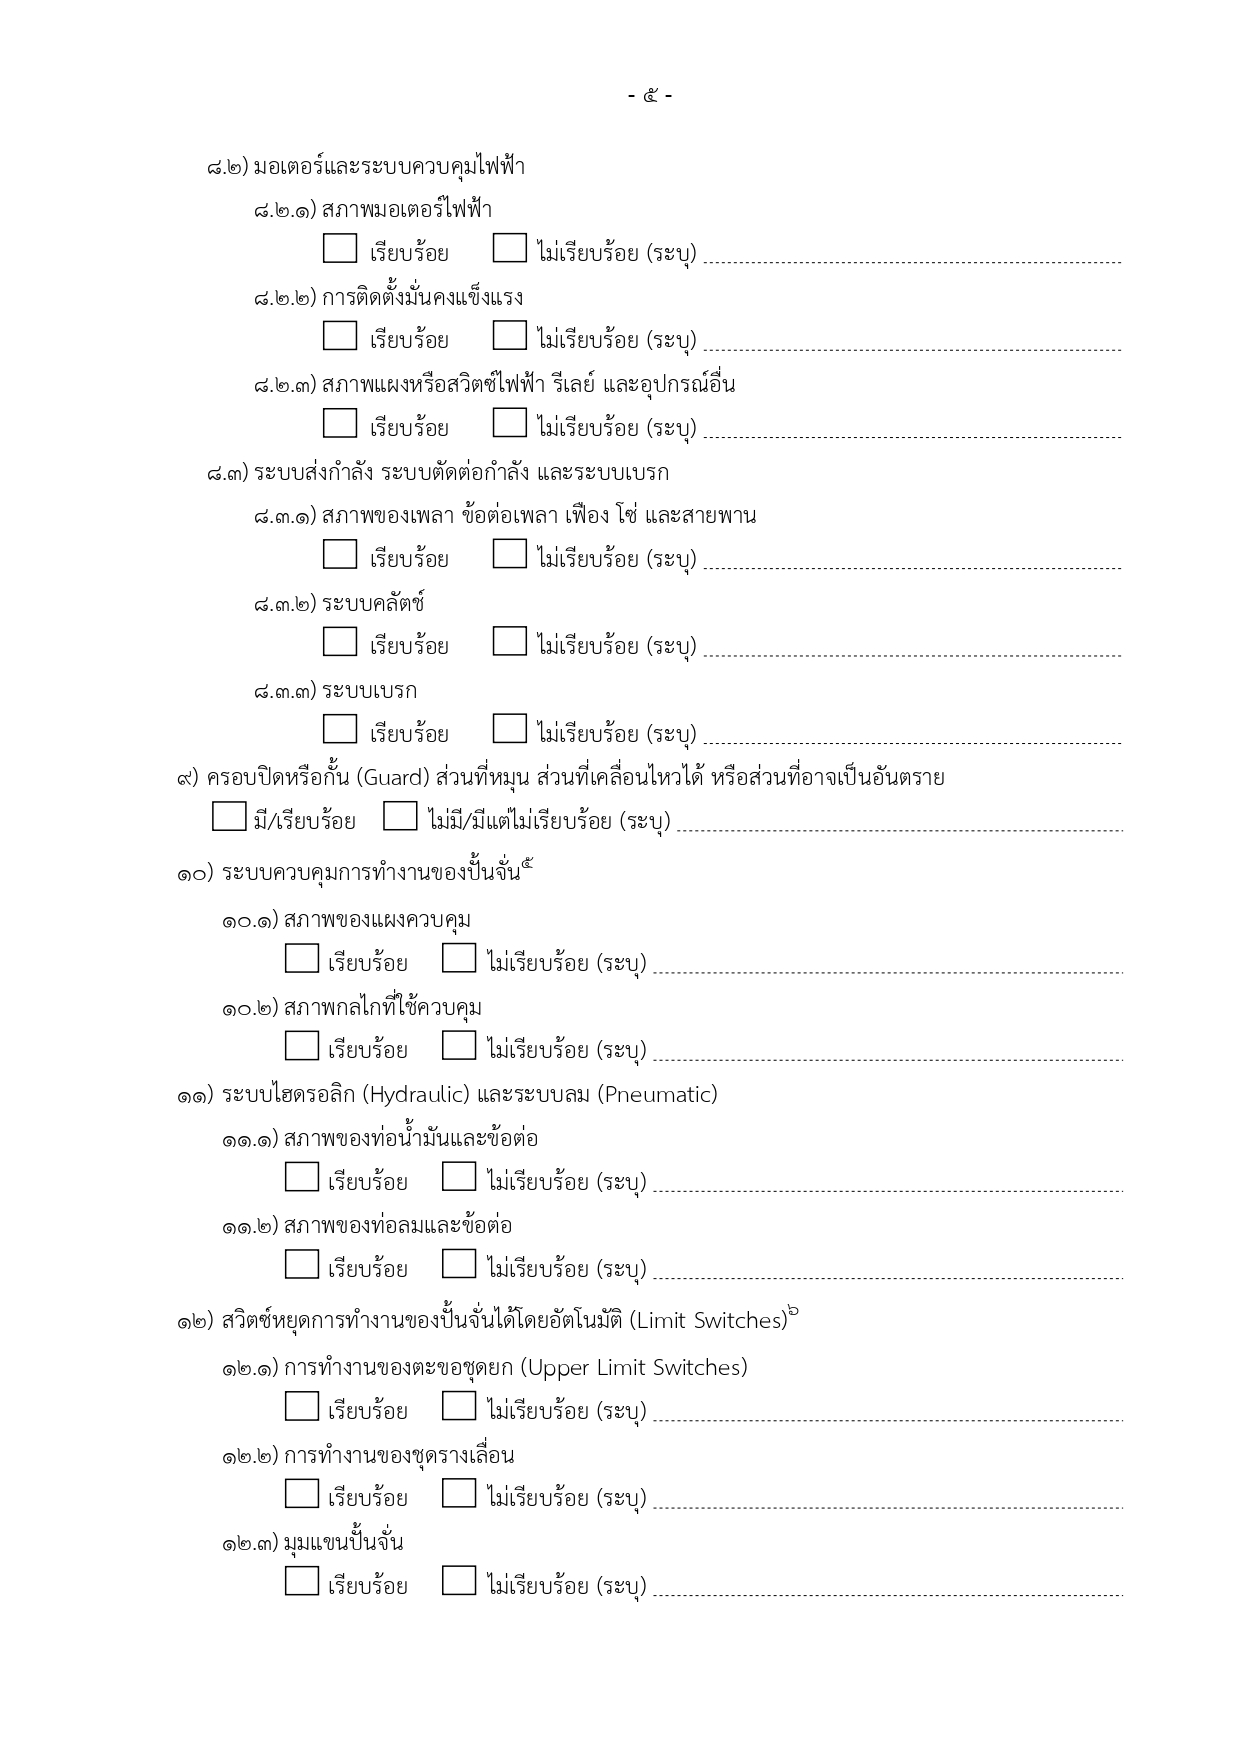 - ๕ -
๘.๒) มอเตอร์และระบบควบคุมไฟฟ้า
๘.๒.๑) สภาพมอเตอร์ไฟฟ้า
เรียบร้อย ไม่เรียบร้อย (ระบุ)
๘.๒.๒) การติดตั้งมั่นคงแข็งแรง
เรียบร้อย ไม่เรียบร้อย (ระบุ)
๘.๒.๓) สภาพแผงหรือสวิตซ์ไฟฟ้า รีเลย์ และอุปกรณ์อื่น
เรียบร้อย ไม่เรียบร้อย (ระบุ)
๘.๓) ระบบส่งกำลัง ระบบตัดต่อกำลัง และระบบเบรก
๘.๓.๑) สภาพของเพลา ข้อต่อเพลา เฟือง โซ่ และสายพาน
เรียบร้อย ไม่เรียบร้อย (ระบุ)
๘.๓.๒) ระบบคลัตช์
เรียบร้อย ไม่เรียบร้อย (ระบุ)
๘.๓.๓) ระบบเบรก
เรียบร้อย ไม่เรียบร้อย (ระบุ)
๙) ครอบปิดหรือกั้น (Guard) ส่วนที่หมุน ส่วนที่เคลื่อนไหวได้ หรือส่วนที่อาจเป็นอันตราย
มี/เรียบร้อย ไม่มี/มีแต่ไม่เรียบร้อย (ระบุ)
๑๐) ระบบควบคุมการทำงานของปั้นจั่น๕
๑๐.๑) สภาพของแผงควบคุม
เรียบร้อย ไม่เรียบร้อย (ระบุ)
๑๐.๒) สภาพกลไกที่ใช้ควบคุม
เรียบร้อย ไม่เรียบร้อย (ระบุ)
๑๑) ระบบไฮดรอลิก (Hydraulic) และระบบลม (Pneumatic)
๑๑.๑) สภาพของท่อน้ำมันและข้อต่อ
เรียบร้อย ไม่เรียบร้อย (ระบุ)
๑๑.๒) สภาพของท่อลมและข้อต่อ
เรียบร้อย ไม่เรียบร้อย (ระบุ)
๑๒) สวิตซ์หยุดการทำงานของปั้นจั่นได้โดยอัตโนมัติ (Limit Switches)๖
๑๒.๑) การทำงานของตะขอชุดยก (Upper Limit Switches)
เรียบร้อย ไม่เรียบร้อย (ระบุ)
๑๒.๒) การทำงานของชุดรางเลื่อน
เรียบร้อย ไม่เรียบร้อย (ระบุ)
๑๒.๓) มุมแขนปั้นจั่น
เรียบร้อย ไม่เรียบร้อย (ระบุ)